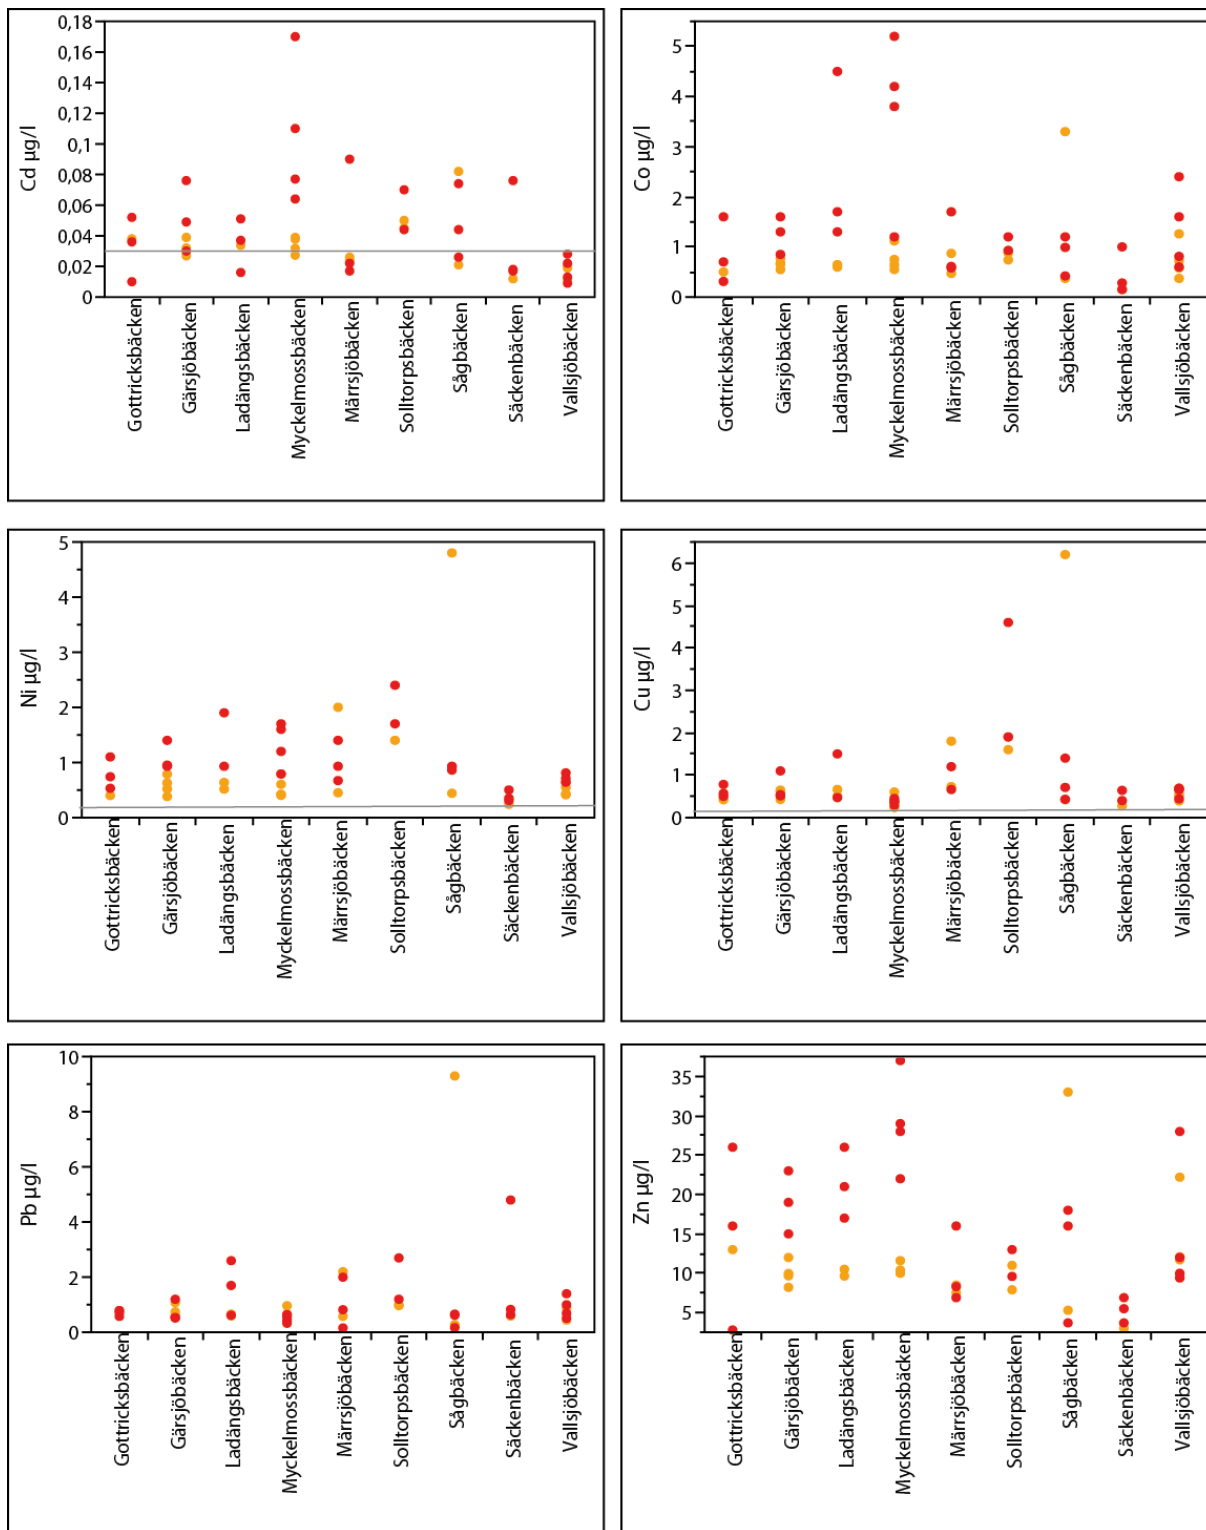 Cd µg/l
0,18
0,16
0,14
0,12
0,1
0,08
0,06
0,04
0,02
0
Gottricksbäcken
Gärsjöbäcken
Ladängsbäcken
Myckelmossbäcken
Märrsjöbäcken
Solltorpsbäcken
Sågbäcken
Säckenbäcken
Vallsjöbäcken
Co µg/l
5
4
3
2
1
0
Gottricksbäcken
Gärsjöbäcken
Ladängsbäcken
Myckelmossbäcken
Märrsjöbäcken
Solltorpsbäcken
Sågbäcken
Säckenbäcken
Vallsjöbäcken
Ni µg/l
5
4
3
2
1
0
Gottricksbäcken
Gärsjöbäcken
Ladängsbäcken
Myckelmossbäcken
Märrsjöbäcken
Solltorpsbäcken
Sågbäcken
Säckenbäcken
Vallsjöbäcken
Cu µg/l
6
5
4
3
2
1
0
Gottricksbäcken
Gärsjöbäcken
Ladängsbäcken
Myckelmossbäcken
Märrsjöbäcken
Solltorpsbäcken
Sågbäcken
Säckenbäcken
Vallsjöbäcken
Pb µg/l
10
8
6
4
2
0
Gottricksbäcken
Gärsjöbäcken
Ladängsbäcken
Myckelmossbäcken
Märrsjöbäcken
Solltorpsbäcken
Sågbäcken
Säckenbäcken
Vallsjöbäcken
Zn µg/l
35
30
25
20
15
10
5
Gottricksbäcken
Gärsjöbäcken
Ladängsbäcken
Myckelmossbäcken
Märrsjöbäcken
Solltorpsbäcken
Sågbäcken
Säckenbäcken
Vallsjöbäcken